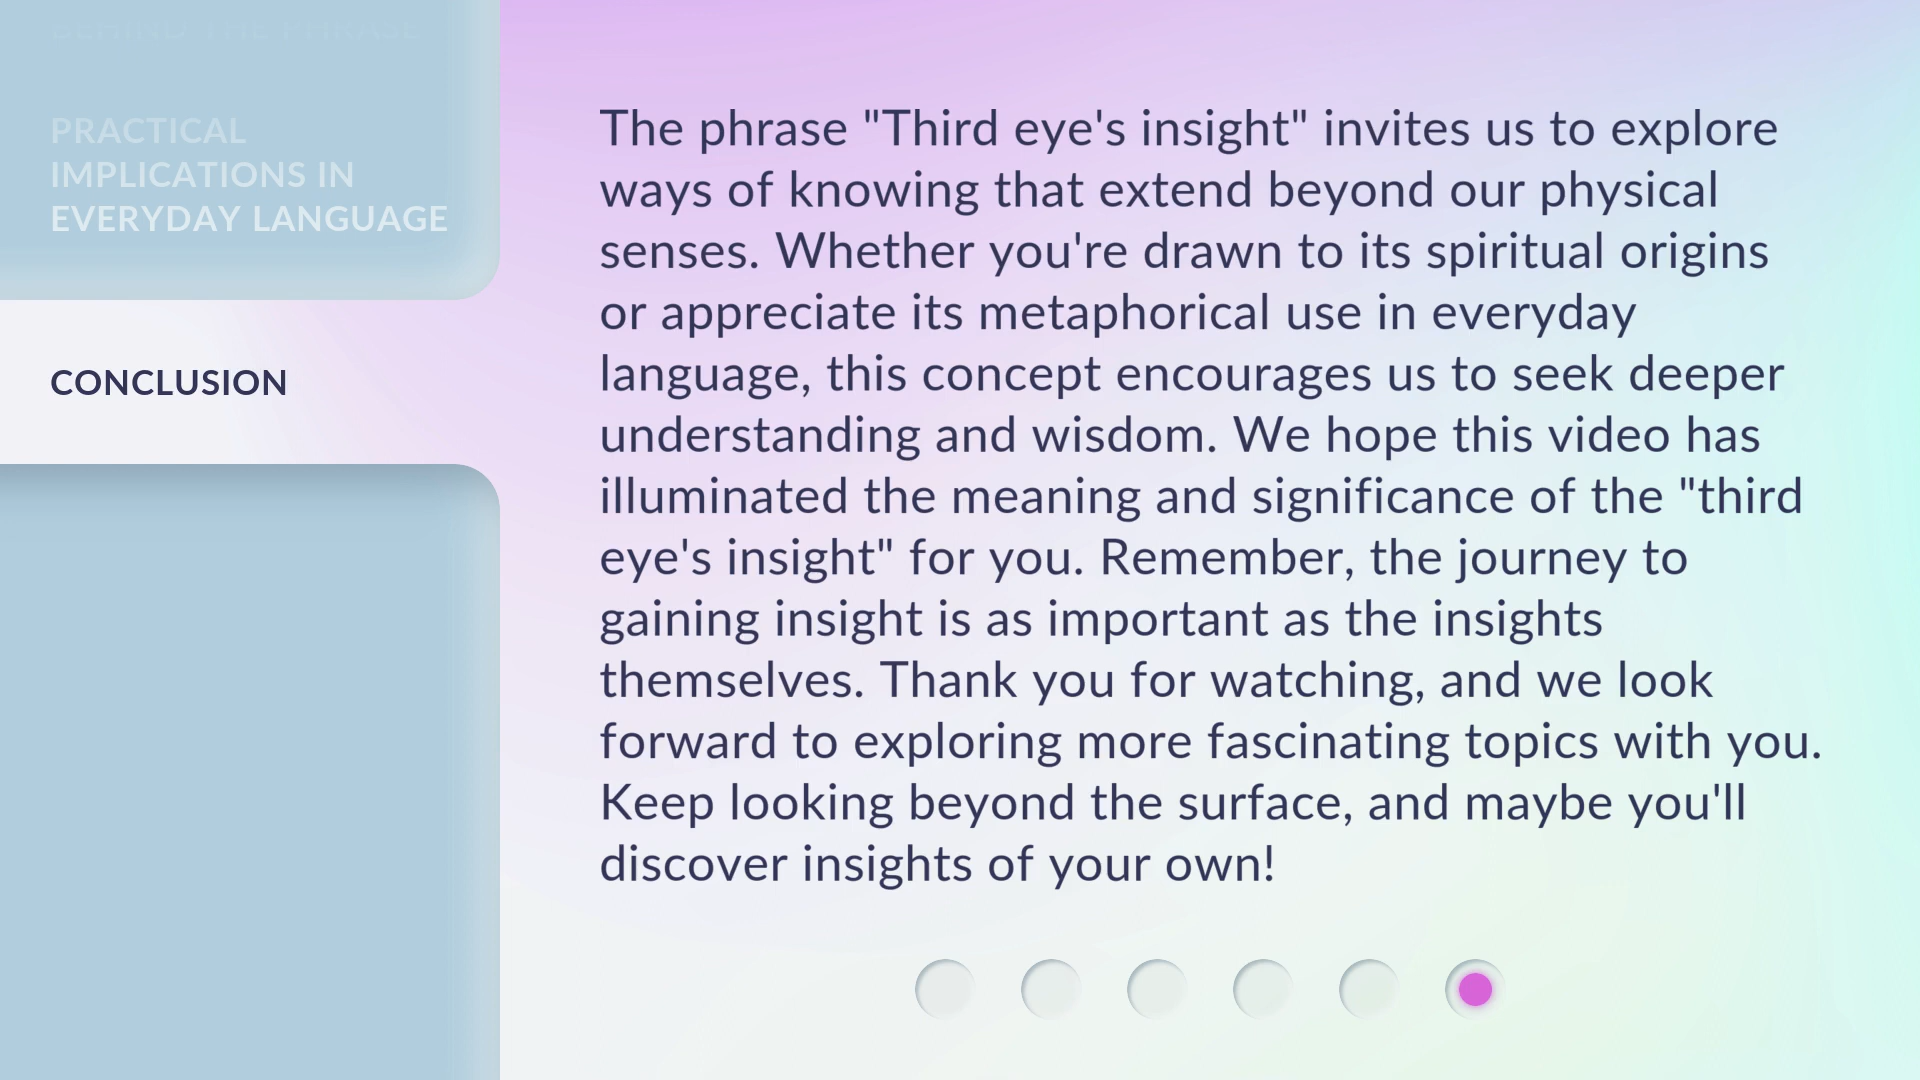 BEHIND THE PHRASE
PRACTICAL
IMPLICATIONS IN
EVERYDAY LANGUAGE
CONCLUSION
The phrase "Third eye's insight" invites us to explore
ways of knowing that extend beyond our physical
senses. Whether you're drawn to its spiritual origins
or appreciate its metaphorical use in everyday
language, this concept encourages us to seek deeper
understanding and wisdom. We hope this video has
illuminated the meaning and significance of the "third
eye's insight" for you. Remember, the journey to
gaining insight is as important as the insights
themselves. Thank you for watching, and we look
forward to exploring more fascinating topics with you.
Keep looking beyond the surface, and maybe you'll
discover insights of your own!